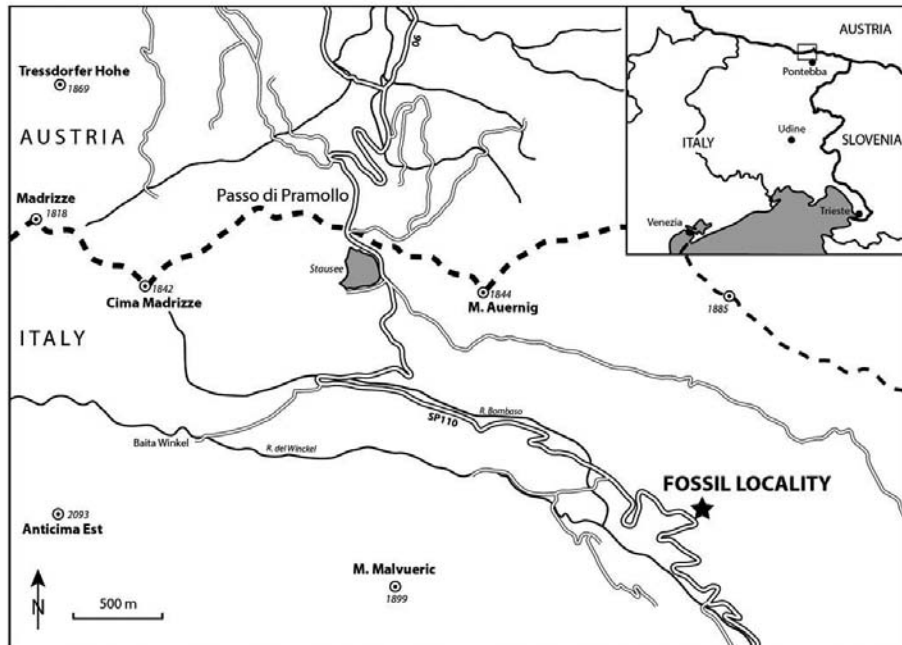 Tressdorfer Hohe
1869
AUSTRIA
90
Madrizze
1818
Passo di Pramollo
Stausee
1842
Cima Madrizze
1844
M. Auernig
1885
ITALY
R. Bombaso
SP110
Baita Winkel
R. del Winckel
FOSSIL LOCALITY
2093
Anticima Est
M. Malvueric
1899
N
500 m
AUSTRIA
Pontebba
ITALY
Udine
SLOVENIA
Venezia
Trieste